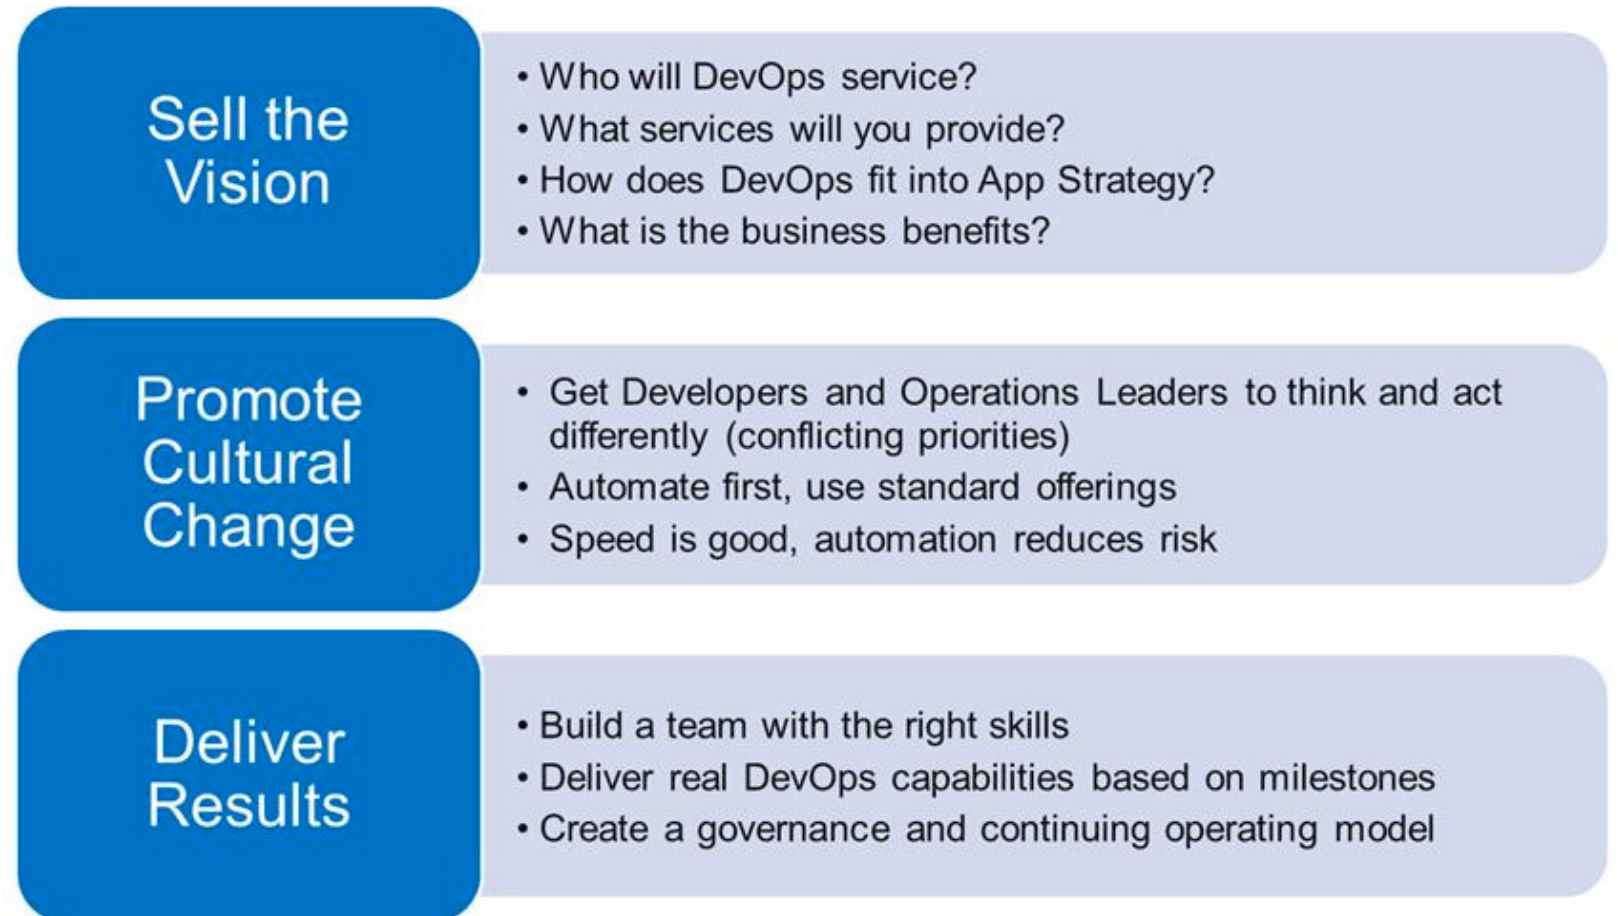 Sell the
Vision
• Who will DevOps service?
• What services will you provide?
• How does DevOps fit into App Strategy?
• What is the business benefits?
Promote
Cultural
Change
• Get Developers and Operations Leaders to think and act
differently (conflicting priorities)
• Automate first, use standard offerings
• Speed is good, automation reduces risk
Deliver
Results
• Build a team with the right skills
• Deliver real DevOps capabilities based on milestones
• Create a governance and continuing operating model